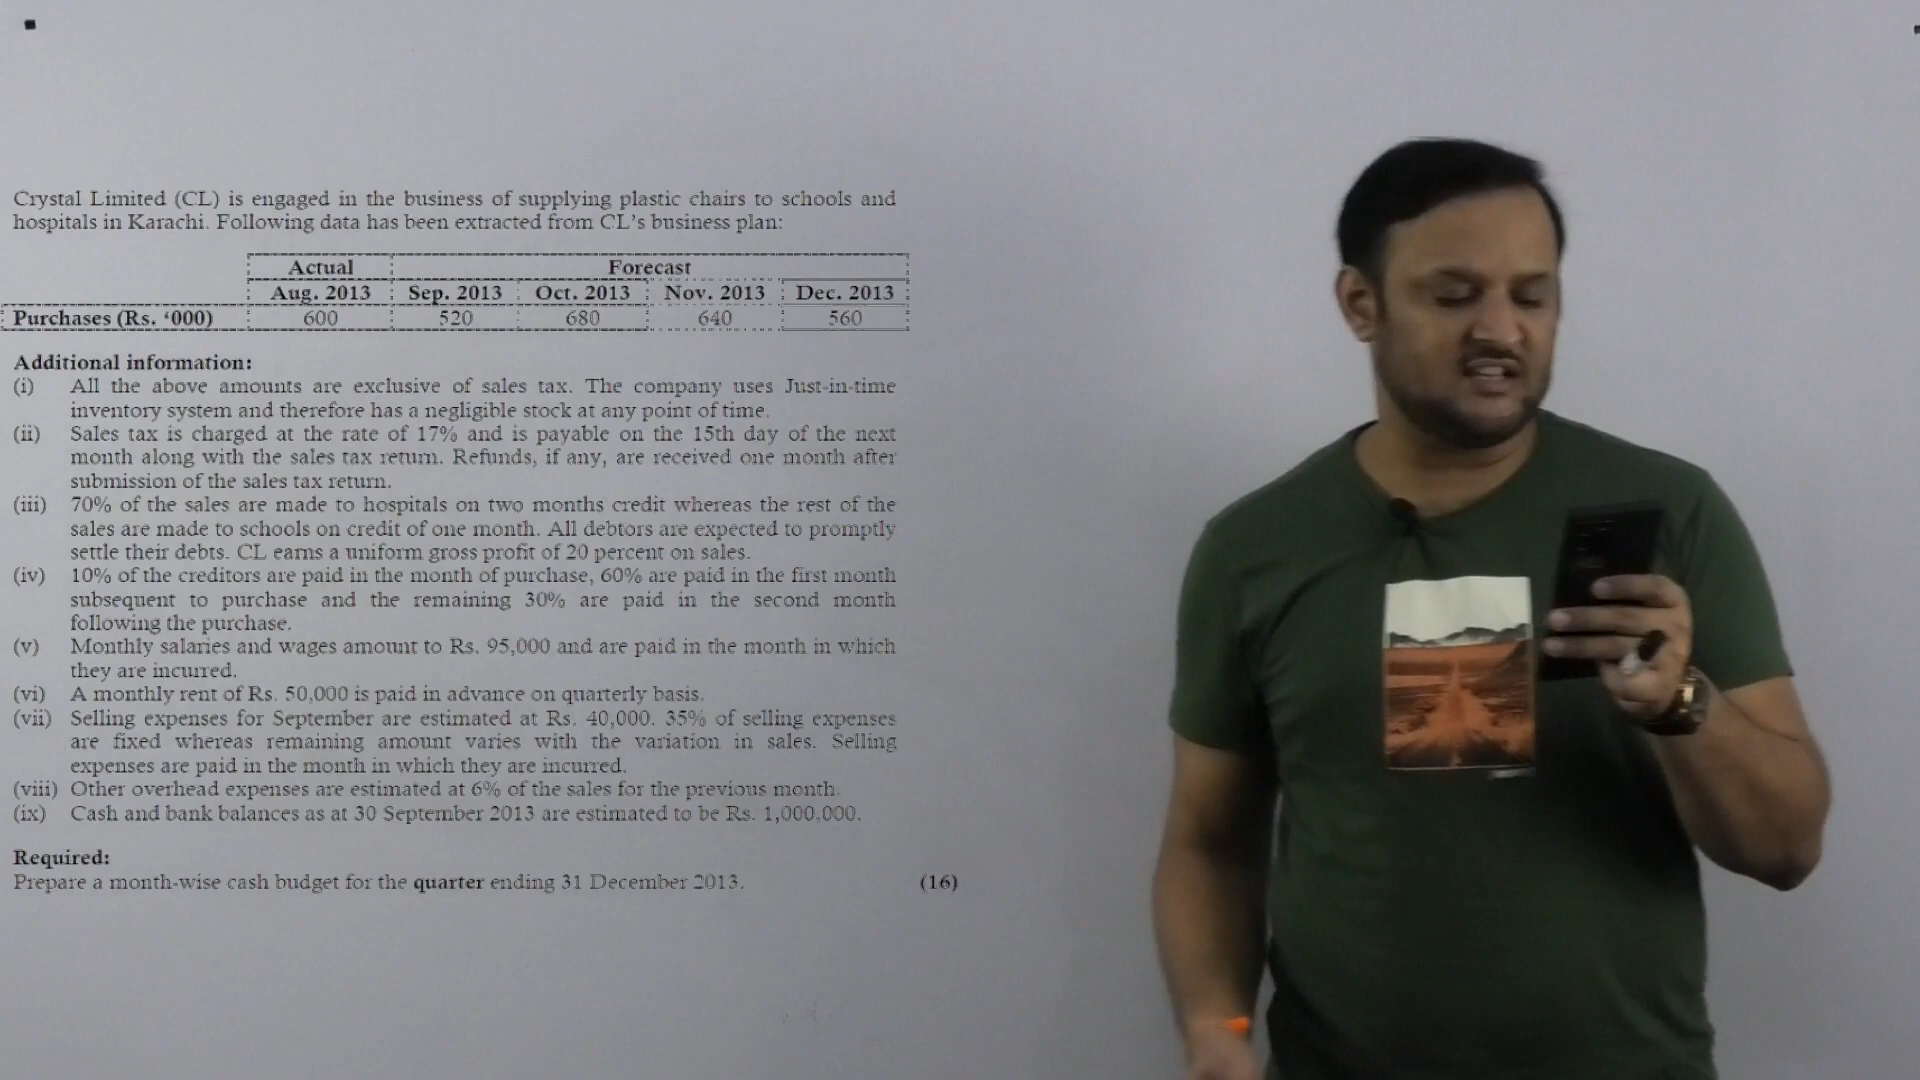 Crystal Limited (CL) is engaged in the business of supplying plastic chairs to schools and
hospitals in Karachi. Following data has been extracted from CL's business plan:
Actual Forecast
Aug. 2013 Sep. 2013 Oct. 2013 Nov. 2013 Dec. 2013
Purchases (Rs. '000) 600 520 680 640 560
Additional information:
(i) All the above amounts are exclusive of sales tax. The company uses Just-in-time
inventory system and therefore has a negligible stock at any point of time.
(ii) Sales tax is charged at the rate of 17% and is payable on the 15th day of the next
month along with the sales tax return. Refunds, if any, are received one month after
submission of the sales tax return.
(iii) 70% of the sales are made to hospitals on two months credit whereas the rest of the
sales are made to schools on credit of one month. All debtors are expected to promptly
settle their debts. CL earns a uniform gross profit of 20 percent on sales.
(iv) 10% of the creditors are paid in the month of purchase, 60% are paid in the first month
subsequent to purchase and the remaining 30% are paid in the second month
following the purchase.
(v) Monthly salaries and wages amount to Rs. 95,000 and are paid in the month in which
they are incurred.
(vi) A monthly rent of Rs. 50,000 is paid in advance on quarterly basis.
(vii) Selling expenses for September are estimated at Rs. 40,000. 35% of selling expenses
are fixed whereas remaining amount varies with the variation in sales. Selling
expenses are paid in the month in which they are incurred.
(viii) Other overhead expenses are estimated at 6% of the sales for the previous month.
(ix) Cash and bank balances as at 30 September 2013 are estimated to be Rs. 1,000,000.
Required:
Prepare a month-wise cash budget for the quarter ending 31 December 2013. (16)